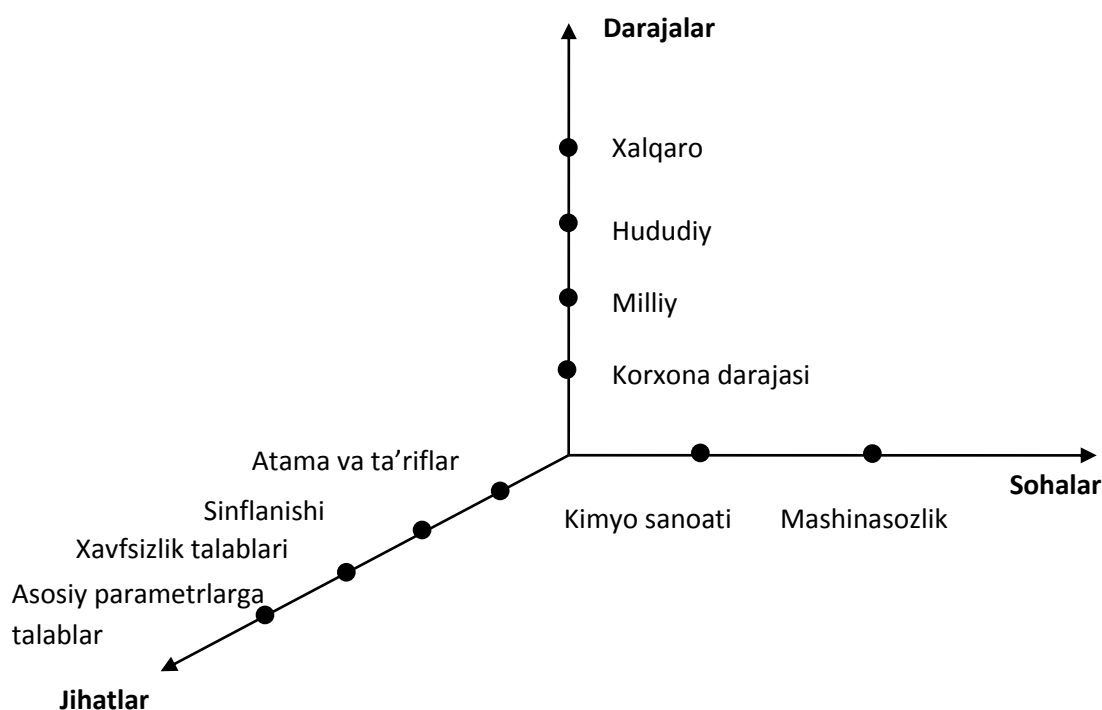 Darajalar
Xalqaro
Hududiy
Milliy
Korxona darajasi
Atama va ta’riflar
Sohalar
Sinflanishi
Kimyo sanoati
Mashinasozlik
Xavfsizlik talablari
Asosiy parametrlarga
talablar
Jihatlar